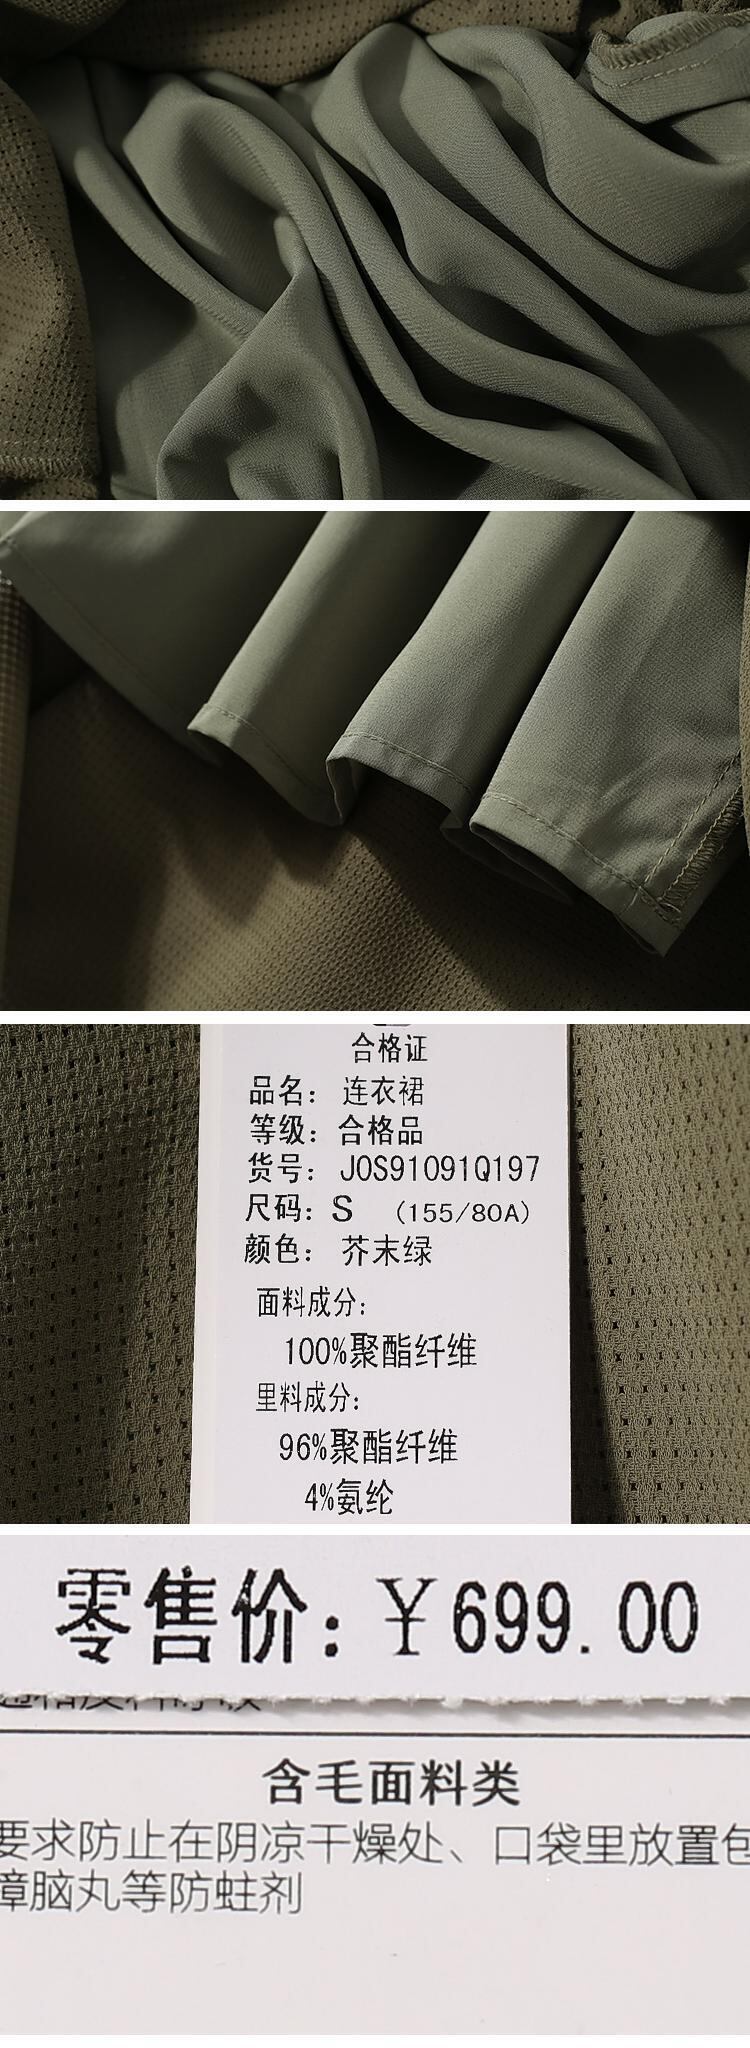 合格证
品名： 连衣裙
等级：合格品
货号： JOS91091Q197
尺码：S （155/80A）
颜色： 芥末绿
面料成分：
100%聚酯纤维
里料成分：
96%聚酯纤维
4%氨纶
零售价：￥699.00
含毛面料类
要求防止在阴凉干燥处、口袋里放置包
樟脑丸等防蛀剂